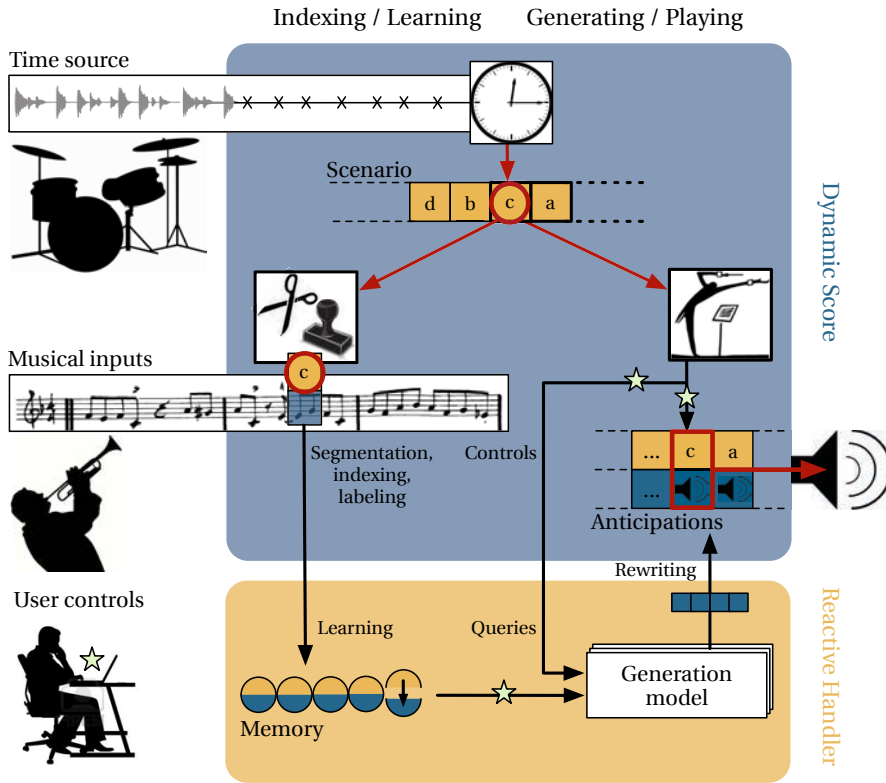 Indexing / Learning
Generating / Playing
Time source
Scenario
d b c a
Dynamic Score
Musical inputs
c
Segmentation,
indexing,
labeling
Controls
... c a
...
Anticipations
Rewriting
User controls
Learning
Queries
Generation
model
Memory
Reactive Handler